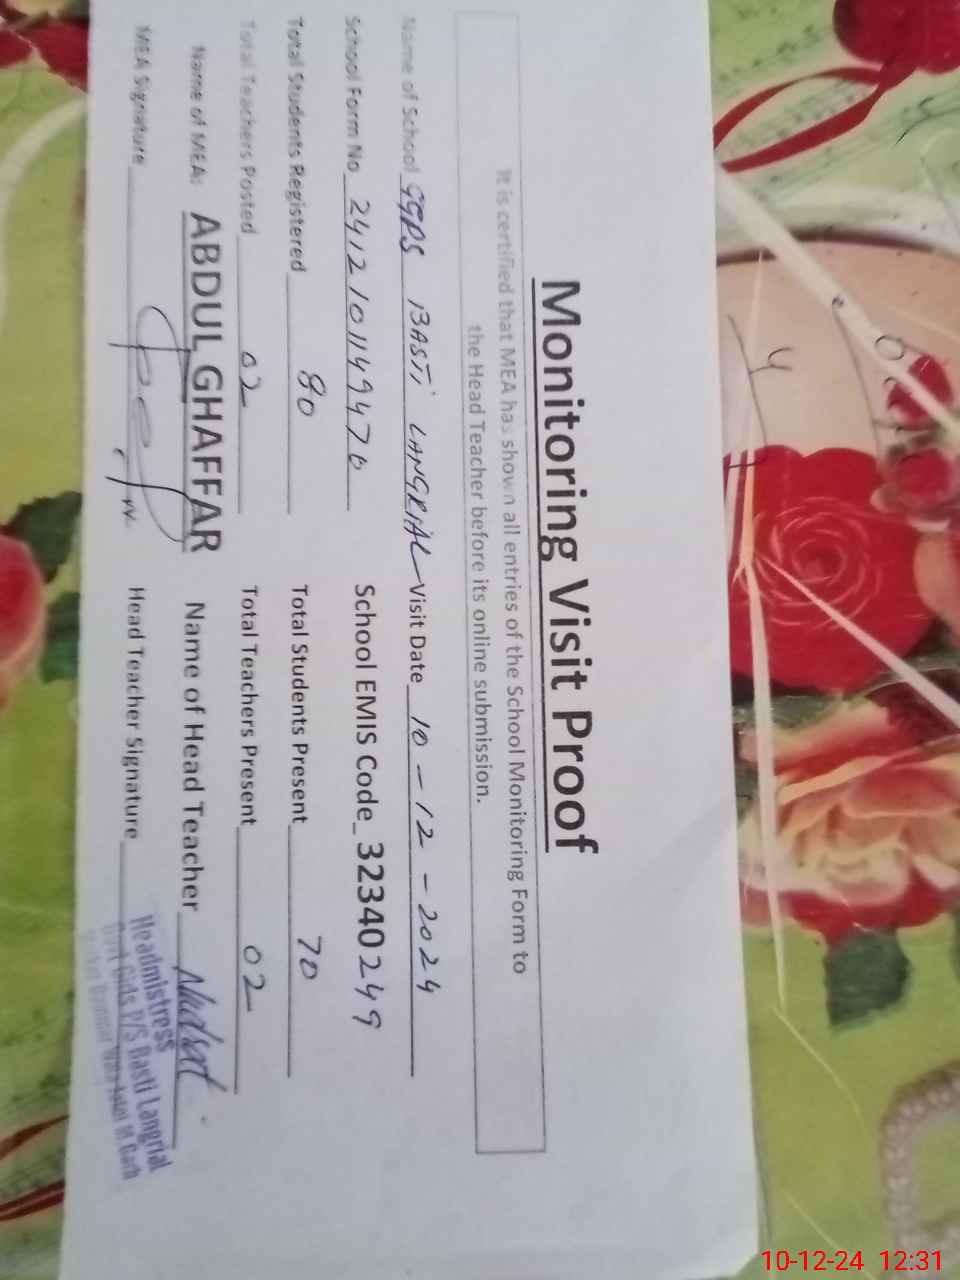 Monitoring Visit Proof
It is certified that MEA has shown all entries of the School Monitoring Form to
the Head Teacher before its online submission.
Name of School GGPS BASTI LANGRIAL Visit Date 10-12-2024
School Form No 241210114947 School EMIS Code 32340249
Total Students Registered 80 Total Students Present 70
Total Teachers Posted 02 Total Teachers Present 02
Name of MEA: ABDUL GHAFFAR Name of Head Teacher
MEA Signature Head Teacher Signature
Headmistress
Govt Girls P/S Basti Langrial
10-12-24 12:31